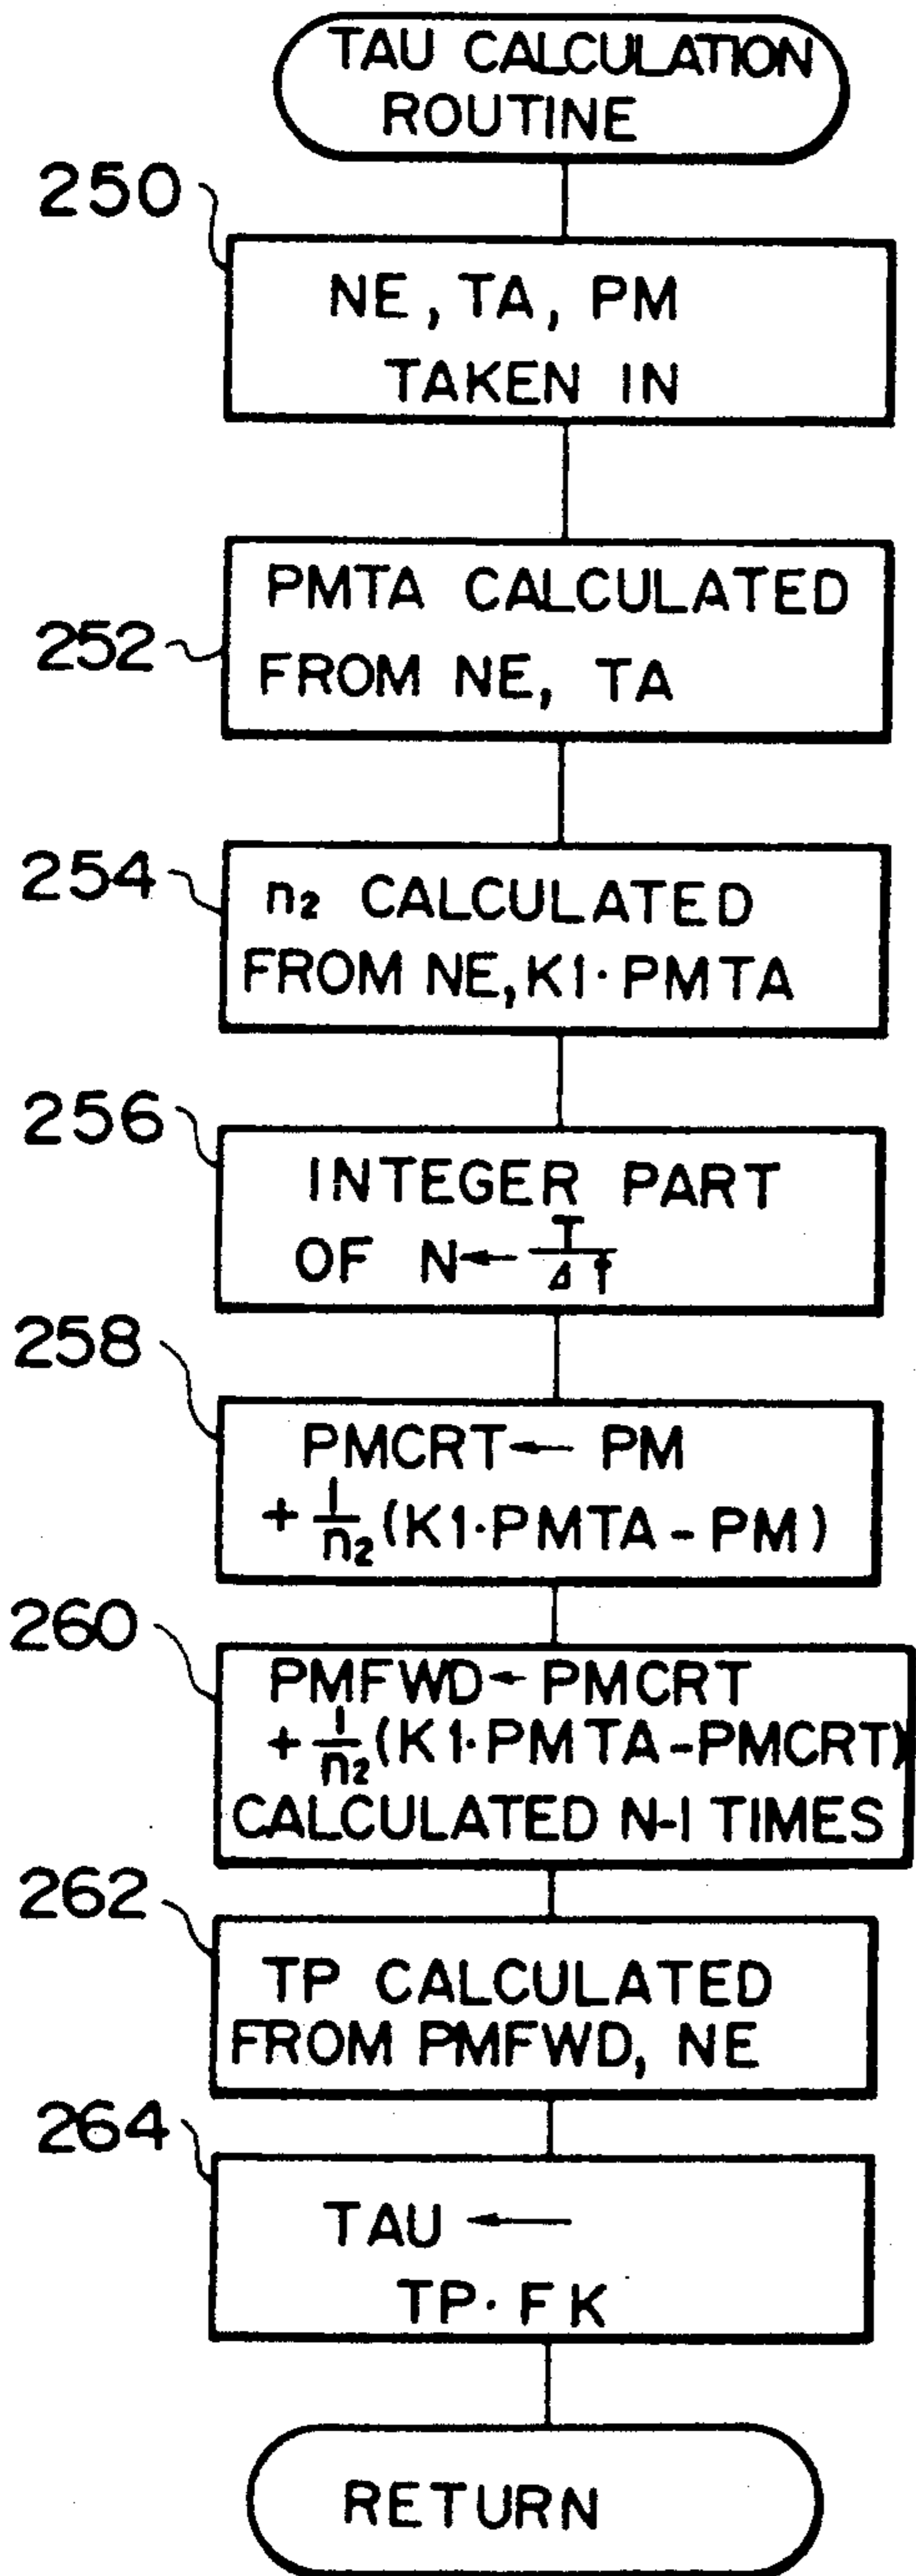 TAU CALCULATION
ROUTINE
250
NE, TA, PM
TAKEN IN
252
PMTA CALCULATED
FROM NE, TA
254
n₂ CALCULATED
FROM NE, K1·PMTA
256
INTEGER PART
OF N←T/Δt
258
PMCRT← PM
+ 1/n₂ (K1·PMTA-PM)
260
PMFWD← PMCRT
+ 1/n₂ (K1·PMTA-PMCRT)
CALCULATED N-1 TIMES
262
TP CALCULATED
FROM PMFWD, NE
264
TAU ←
TP·FK
RETURN